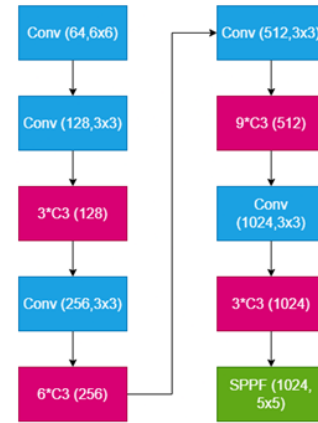 Conv (64,6x6)
Conv (128,3x3)
3*C3 (128)
Conv (256,3x3)
6*C3 (256)
Conv (512,3x3)
9*C3 (512)
Conv
(1024,3x3)
3*C3 (1024)
SPPF (1024,
5x5)